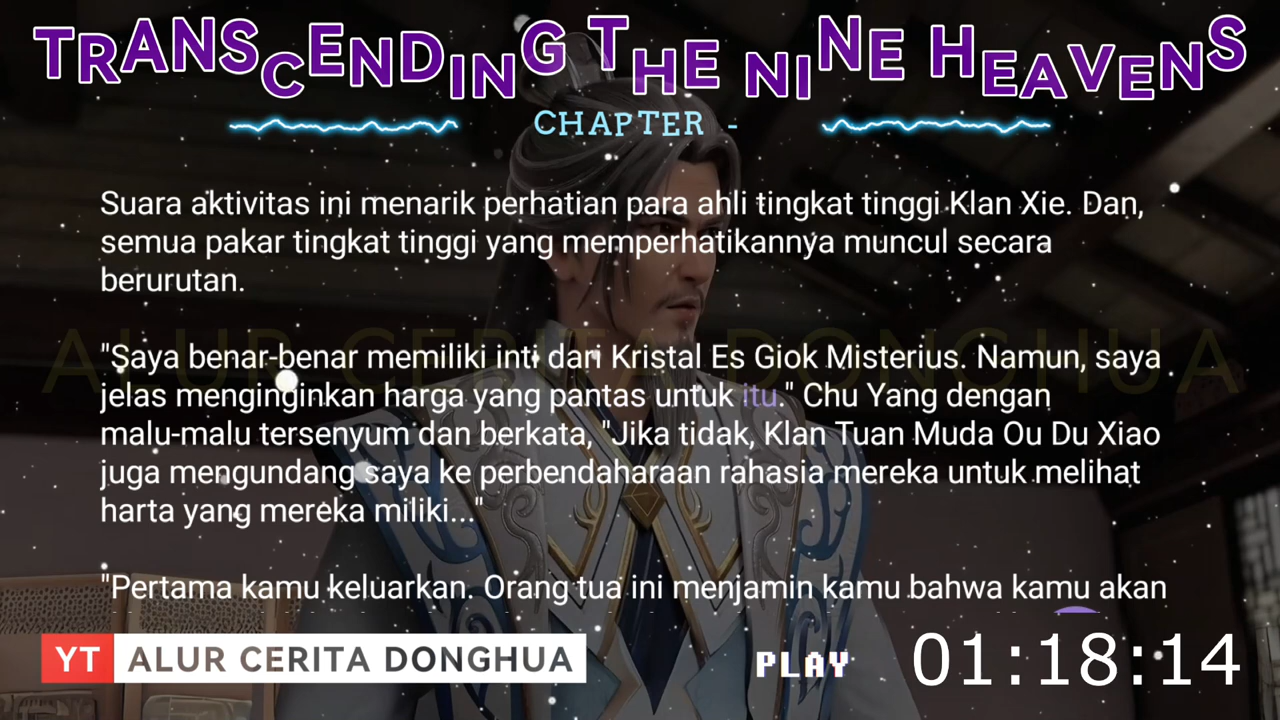 TRANSCENDING THE NINE HEAVENS
CHAPTER -
Suara aktivitas ini menarik perhatian para ahli tingkat tinggi Klan Xie. Dan,
semua pakar tingkat tinggi yang memperhatikannya muncul secara
berurutan.
ALUR CERITA DONGHUA
"Saya benar-benar memiliki inti dari Kristal Es Giok Misterius. Namun, saya
jelas menginginkan harga yang pantas untuk itu." Chu Yang dengan
malu-malu tersenyum dan berkata, "Jika tidak, Klan Tuan Muda Ou Du Xiao
juga mengundang saya ke perbendaharaan rahasia mereka untuk melihat
harta yang mereka miliki..."
"Pertama kamu keluarkan. Orang tua ini menjamin kamu bahwa kamu akan
YT ALUR CERITA DONGHUA
PLAY 01:18:14